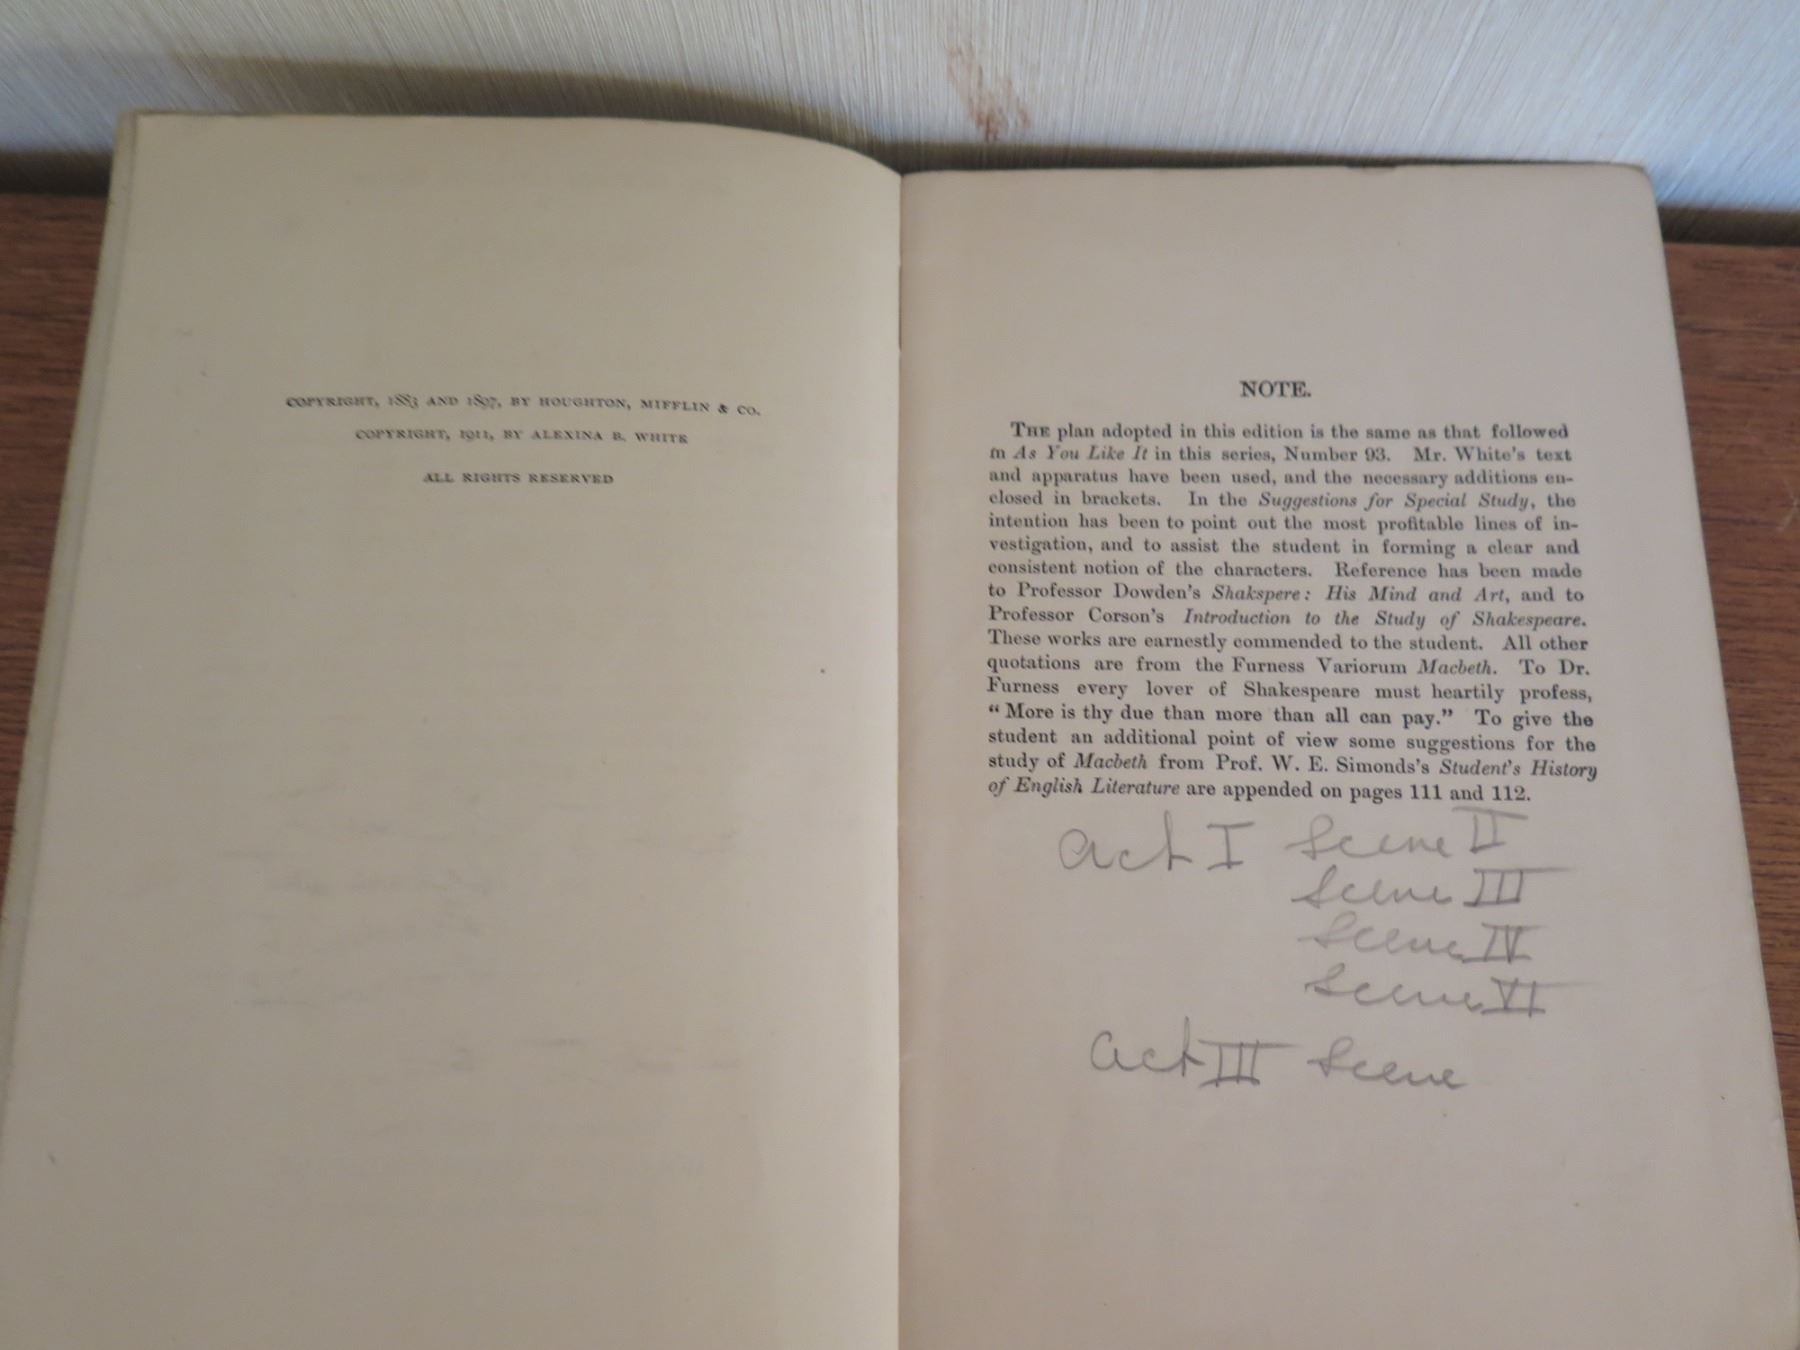 COPYRIGHT, 1883 AND 1897, BY HOUGHTON, MIFFLIN & CO.
COPYRIGHT, 1911, BY ALEXINA B. WHITE
ALL RIGHTS RESERVED
NOTE.
THE plan adopted in this edition is the same as that followed
in As You Like It in this series, Number 93. Mr. White's text
and apparatus have been used, and the necessary additions en-
closed in brackets. In the Suggestions for Special Study, the
intention has been to point out the most profitable lines of in-
vestigation, and to assist the student in forming a clear and
consistent notion of the characters. Reference has been made
to Professor Dowden's Shakspere: His Mind and Art, and to
Professor Corson's Introduction to the Study of Shakespeare.
These works are earnestly commended to the student. All other
quotations are from the Furness Variorum Macbeth. To Dr.
Furness every lover of Shakespeare must heartily profess,
“More is thy due than more than all can pay.” To give the
student an additional point of view some suggestions for the
study of Macbeth from Prof. W. E. Simonds's Student's History
of English Literature are appended on pages 111 and 112.
Act I Scene II
Scene III
Scene IV
Scene VI
Act III Scene